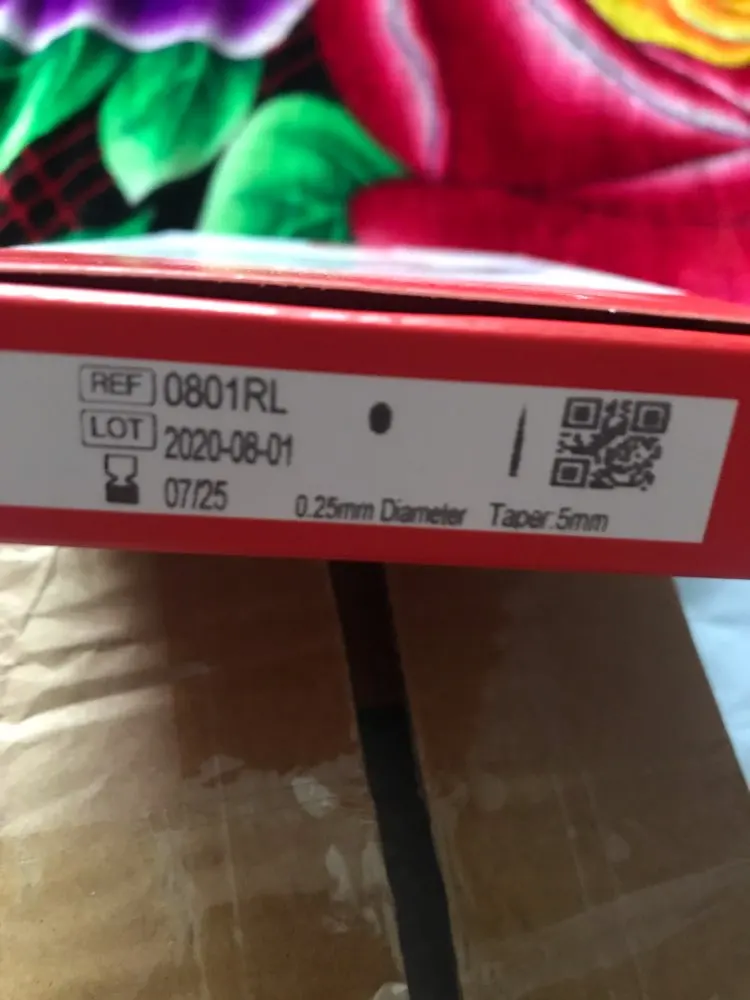 REF 0801RL
LOT 2020-08-01
07/25
0.25mm Diameter Taper:5mm